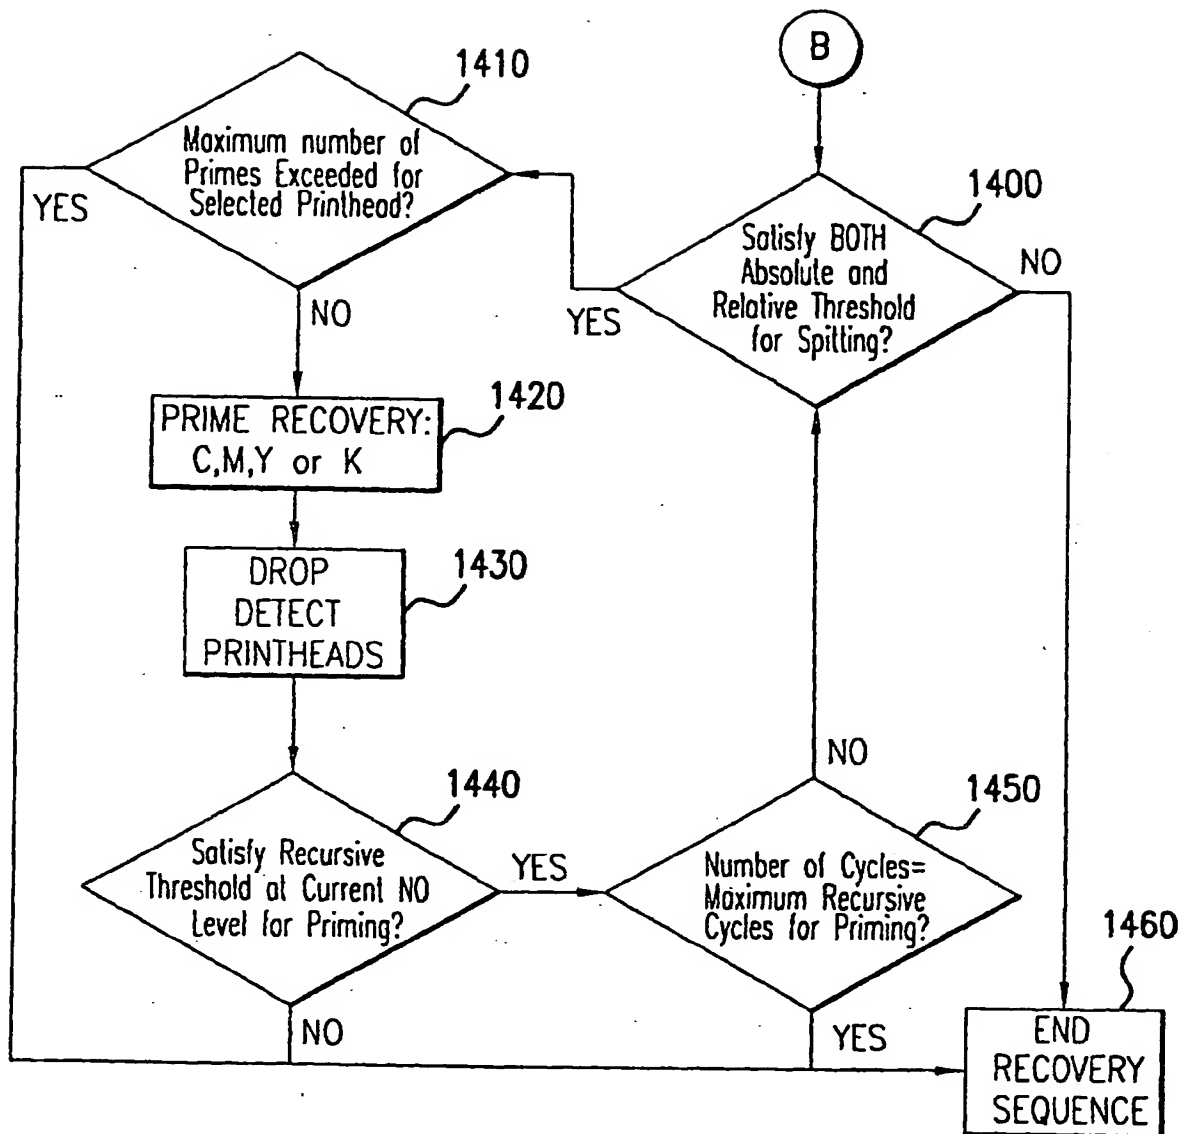 B
1410
Maximum number of
Primes Exceeded for
Selected Printhead?
YES
NO
1400
Satisfy BOTH
Absolute and
Relative Threshold
for Spitting?
NO
YES
1420
PRIME RECOVERY:
C,M,Y or K
1430
DROP
DETECT
PRINTHEADS
1440
Satisfy Recursive
Threshold at Current NO
Level for Priming?
YES
NO
1450
Number of Cycles=
Maximum Recursive
Cycles for Priming?
NO
YES
1460
END
RECOVERY
SEQUENCE